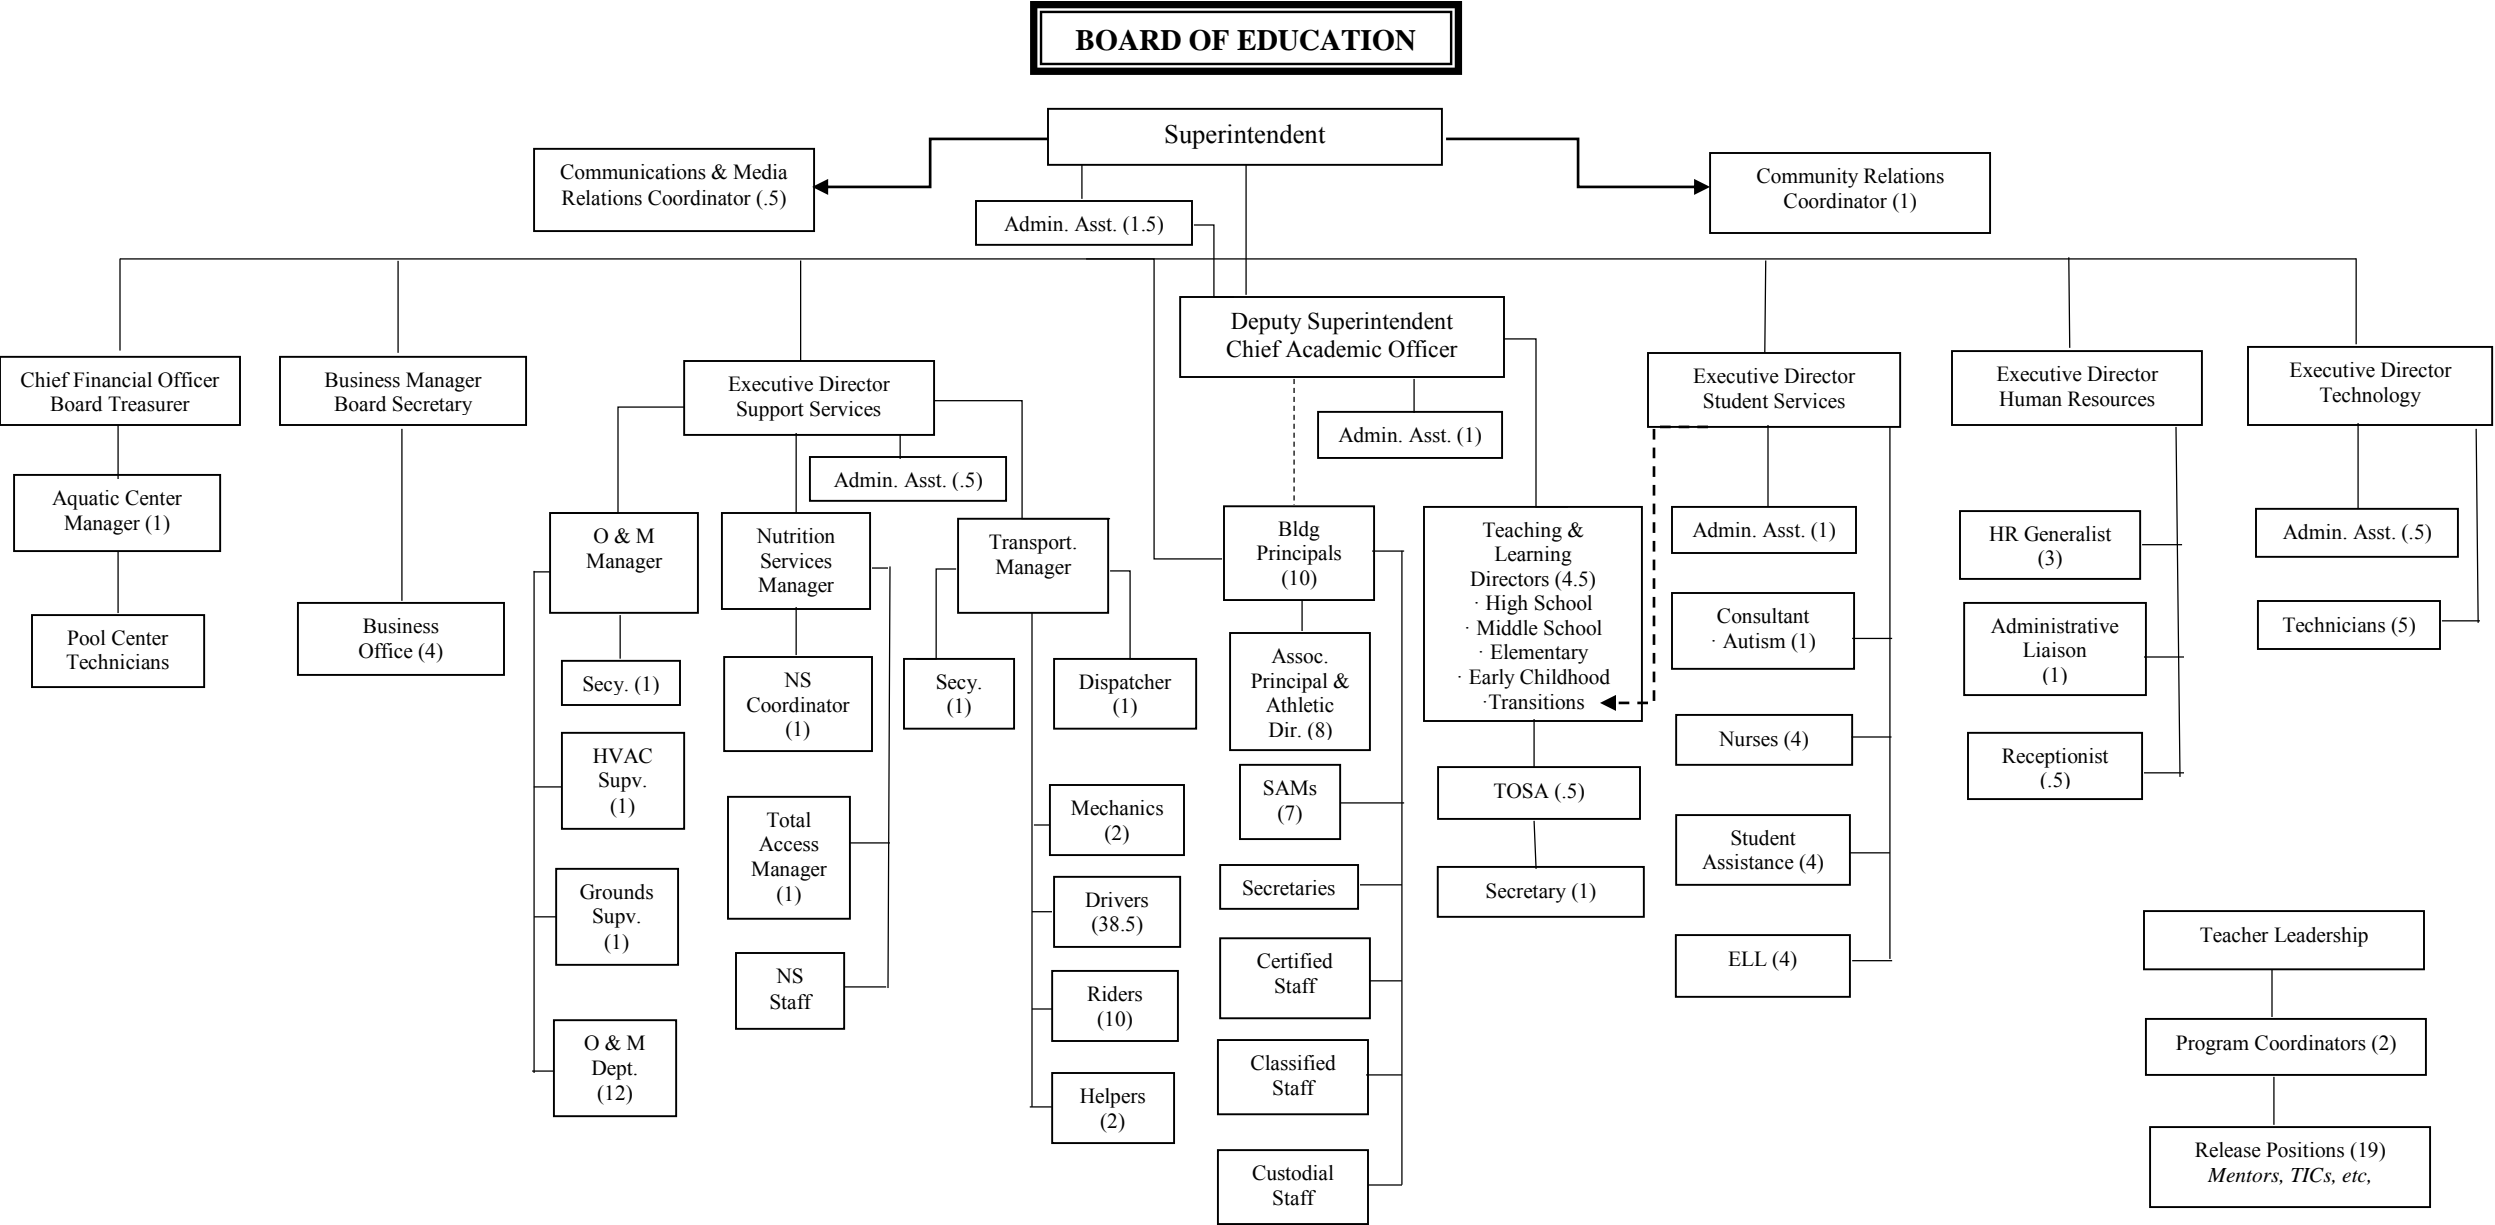 BOARD OF EDUCATION
Superintendent
Communications & Media
Relations Coordinator (.5)
Community Relations
Coordinator (1)
Admin. Asst. (1.5)
Deputy Superintendent
Chief Academic Officer
Chief Financial Officer
Board Treasurer
Business Manager
Board Secretary
Executive Director
Support Services
Executive Director
Student Services
Executive Director
Human Resources
Executive Director
Technology
Admin. Asst. (1)
Admin. Asst. (.5)
Aquatic Center
Manager (1)
Pool Center
Technicians
Business
Office (4)
O & M
Manager
Secy. (1)
HVAC
Supv.
(1)
Grounds
Supv.
(1)
O & M
Dept.
(12)
Nutrition
Services
Manager
NS
Coordinator
(1)
Total
Access
Manager
(1)
NS
Staff
Transport.
Manager
Secy.
(1)
Dispatcher
(1)
Mechanics
(2)
Drivers
(38.5)
Riders
(10)
Helpers
(2)
Bldg
Principals
(10)
Assoc.
Principal &
Athletic
Dir. (8)
SAMs
(7)
Secretaries
Certified
Staff
Classified
Staff
Custodial
Staff
Teaching &
Learning
Directors (4.5)
· High School
· Middle School
· Elementary
· Early Childhood
·Transitions
TOSA (.5)
Secretary (1)
Admin. Asst. (1)
Consultant
· Autism (1)
Nurses (4)
Student
Assistance (4)
ELL (4)
HR Generalist
(3)
Administrative
Liaison
(1)
Receptionist
(.5)
Admin. Asst. (.5)
Technicians (5)
Teacher Leadership
Program Coordinators (2)
Release Positions (19)
Mentors, TICs, etc,